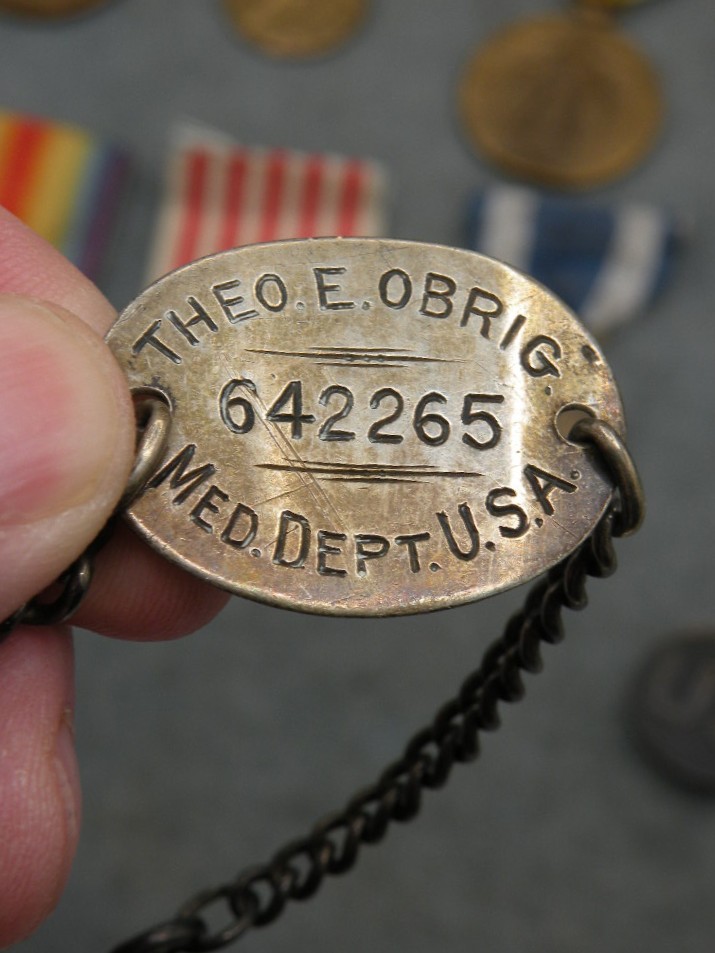 THEO. E. OBRIG.
642265
MED. DEPT. U.S.A.